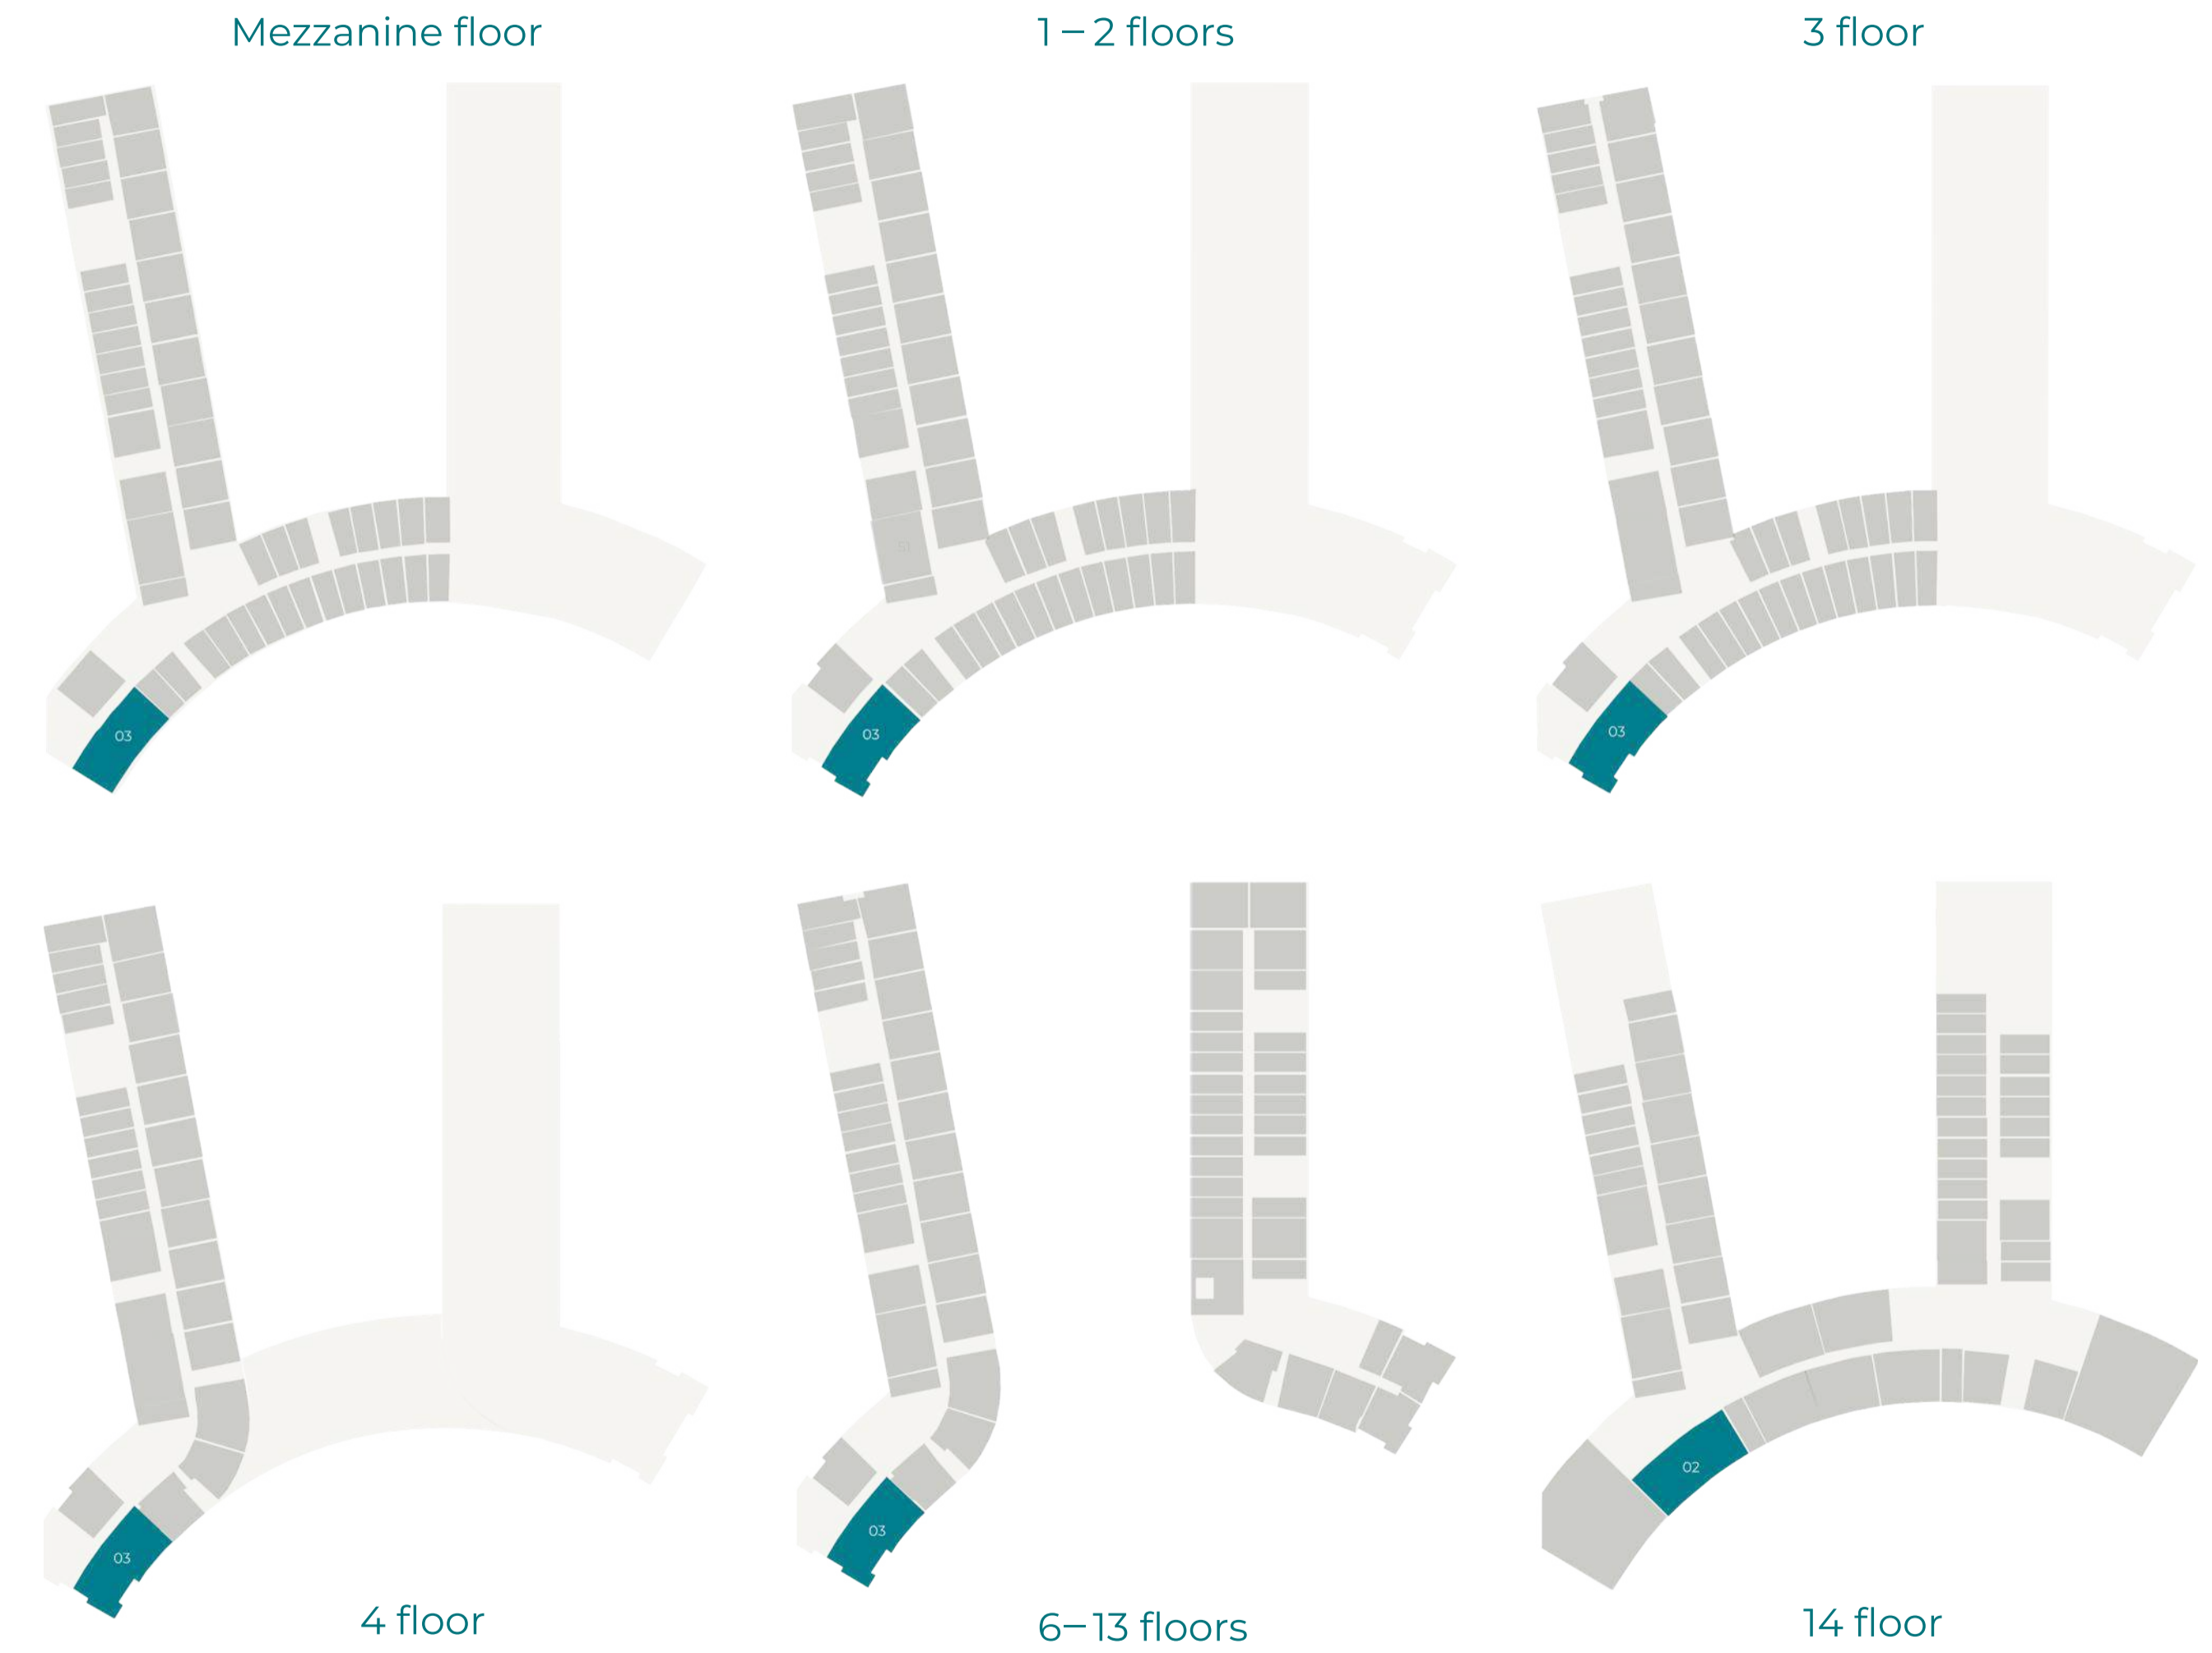 Mezzanine floor
1 – 2 floors
3 floor
03
03
03
4 floor
03
6–13 floors
03
14 floor
02